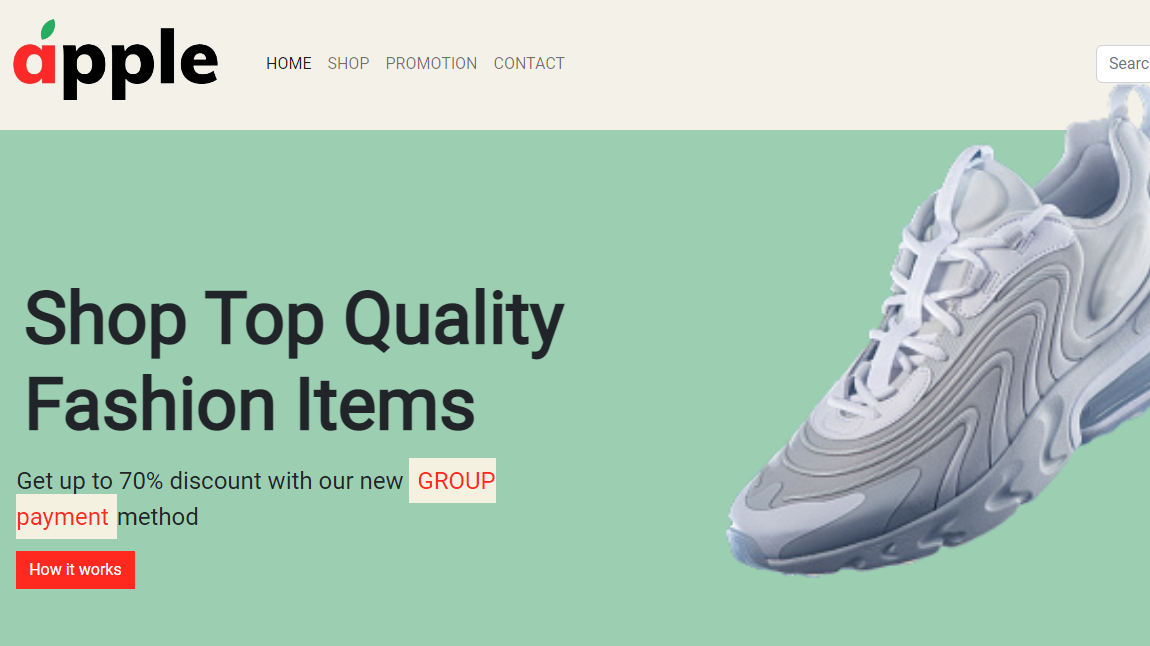 apple
HOME SHOP PROMOTION CONTACT
Searc
Shop Top Quality
Fashion Items
Get up to 70% discount with our new GROUP
payment method
How it works